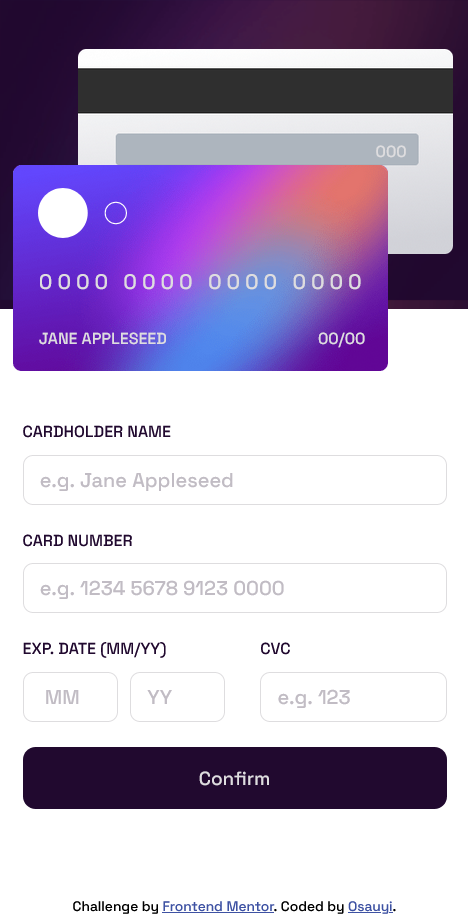 000
0000 0000 0000 0000
JANE APPLESEED 00/00
CARDHOLDER NAME
e.g. Jane Appleseed
CARD NUMBER
e.g. 1234 5678 9123 0000
EXP. DATE (MM/YY) CVC
MM YY e.g. 123
Confirm
Challenge by Frontend Mentor. Coded by Osauyi.